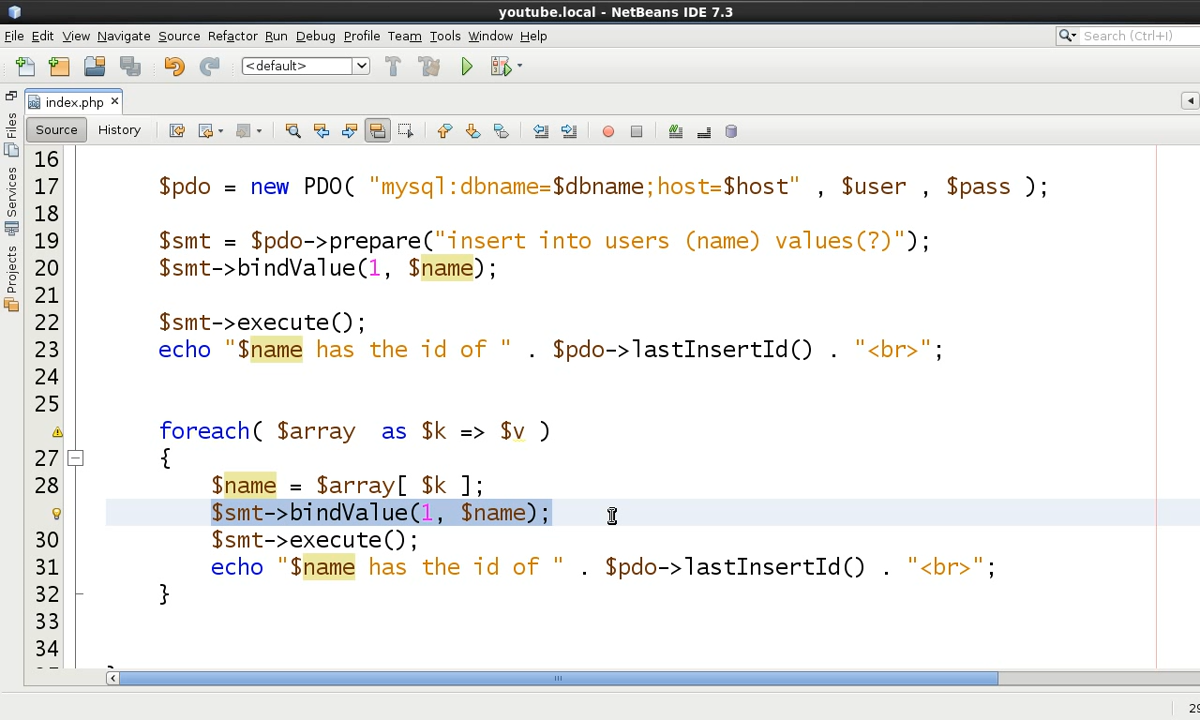 youtube.local - NetBeans IDE 7.3
File Edit View Navigate Source Refactor Run Debug Profile Team Tools Window Help
Search (Ctrl+I)
<default>
index.php
Source History
Files
Services
Projects
16
17 $pdo = new PDO( "mysql:dbname=$dbname;host=$host" , $user , $pass );
18
19 $smt = $pdo->prepare("insert into users (name) values(?)");
20 $smt->bindValue(1, $name);
21
22 $smt->execute();
23 echo "$name has the id of " . $pdo->lastInsertId() . "<br>";
24
25
foreach( $array as $k => $v )
27 {
28 $name = $array[ $k ];
$smt->bindValue(1, $name);
30 $smt->execute();
31 echo "$name has the id of " . $pdo->lastInsertId() . "<br>";
32 }
33
34